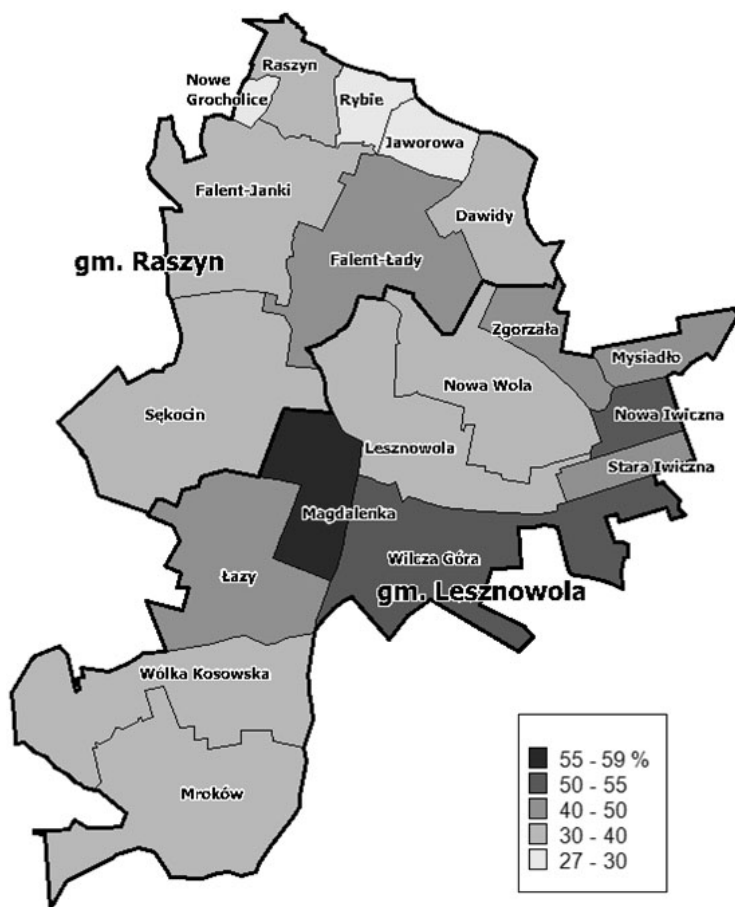 Raszyn
Nowe
Grocholice
Rybie
Jaworowa
Falent-Janki
Dawidy
gm. Raszyn
Falent-Łady
Zgorzała
Mysiadło
Nowa Wola
Sękocin
Nowa Iwiczna
Lesznowola
Stara Iwiczna
Magdalenka
Wilcza Góra
Łazy
gm. Lesznowola
Wólka Kosowska
Mroków
55 - 59 %
50 - 55
40 - 50
30 - 40
27 - 30